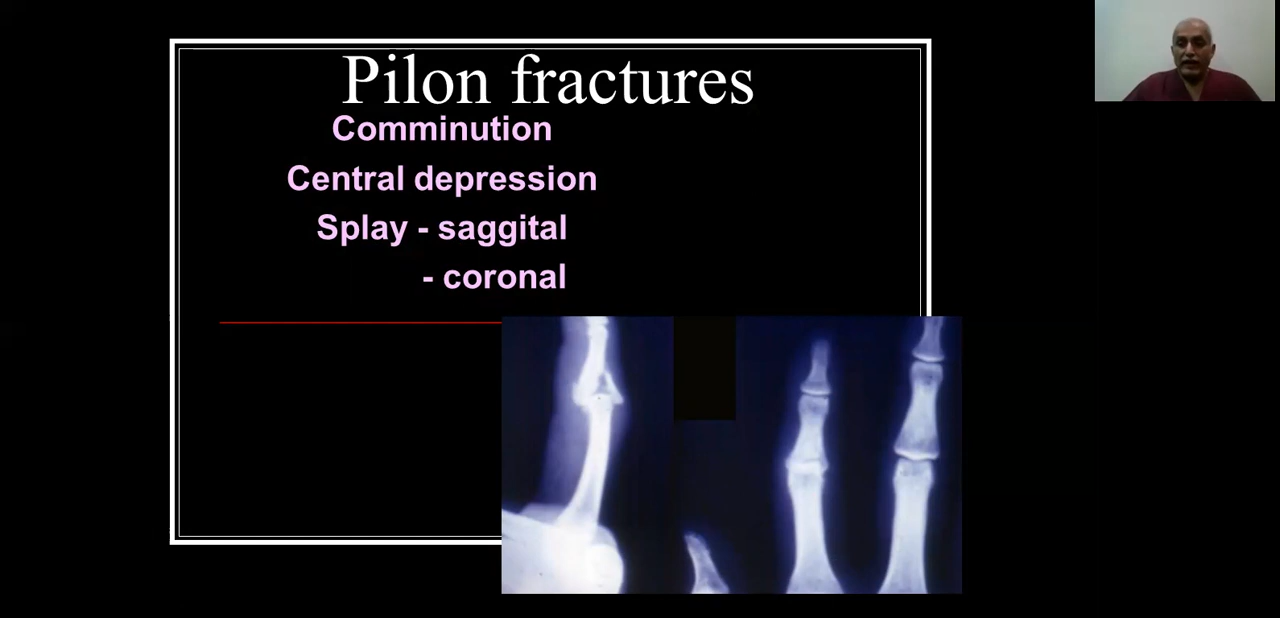 Pilon fractures
Comminution
Central depression
Splay - saggital
- coronal